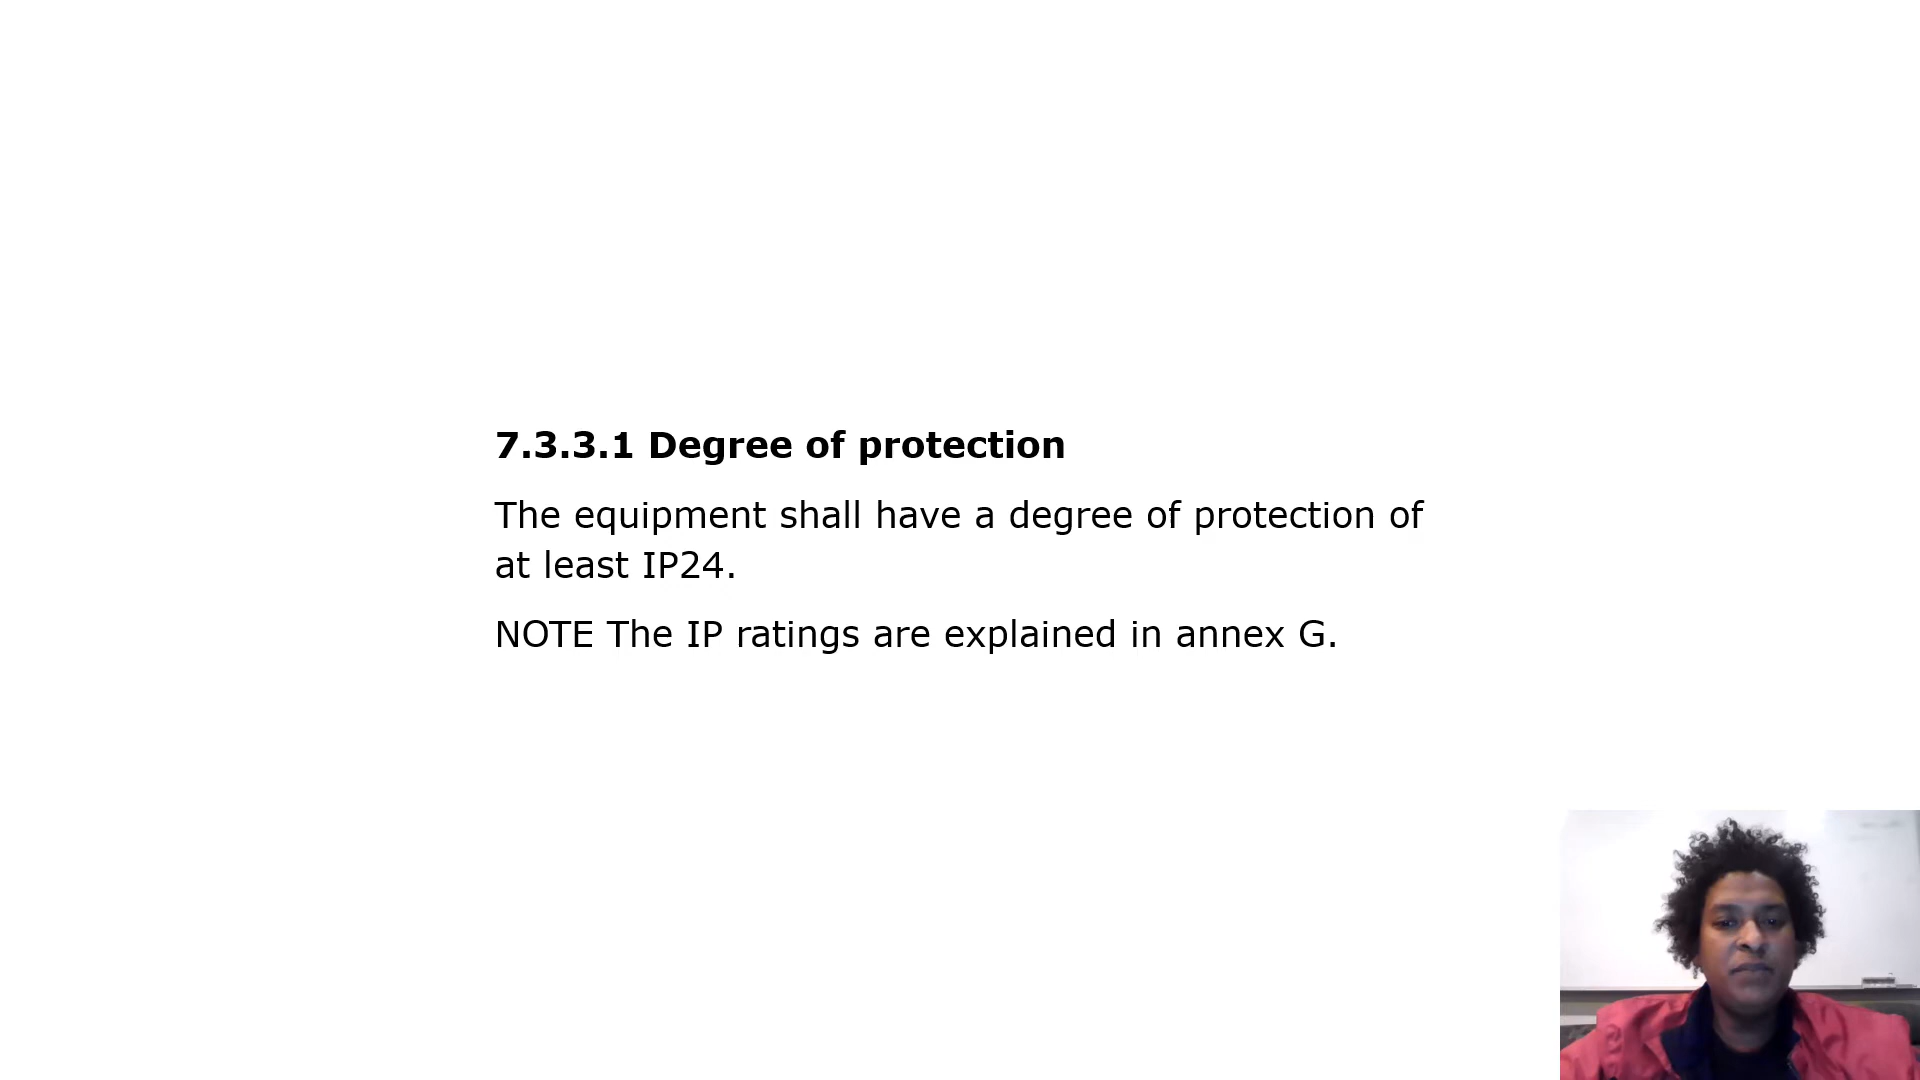 7.3.3.1 Degree of protection
The equipment shall have a degree of protection of
at least IP24.
NOTE The IP ratings are explained in annex G.